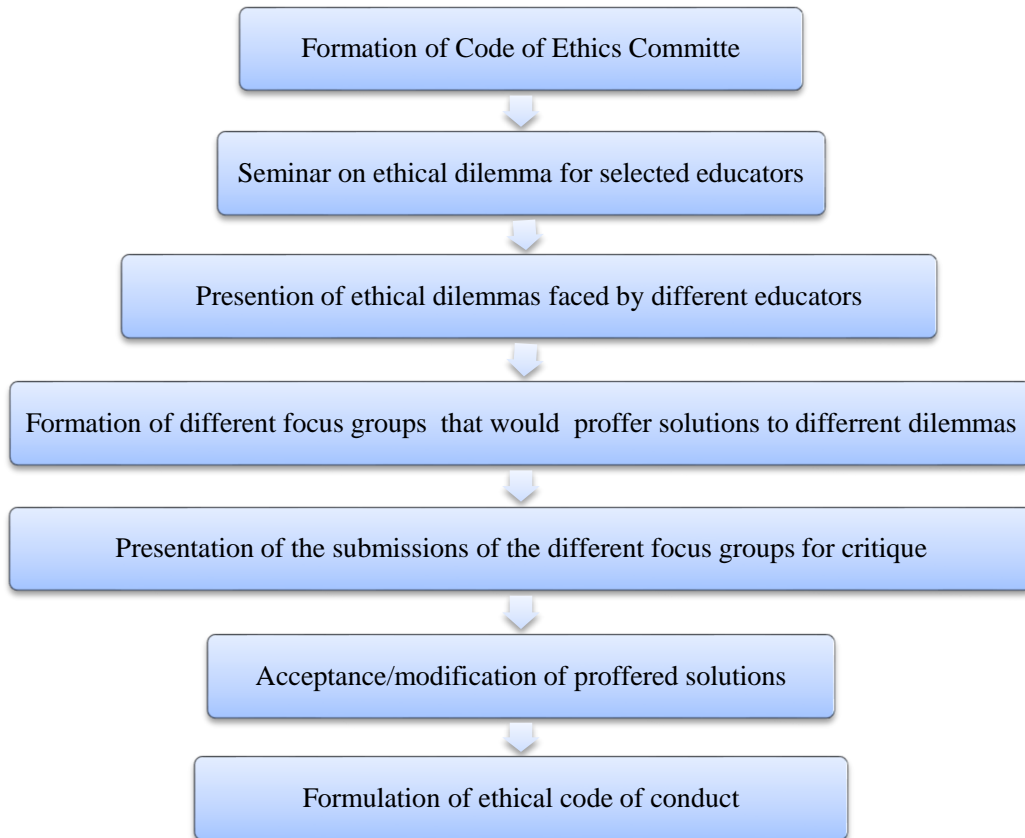 Formation of Code of Ethics Committe
Seminar on ethical dilemma for selected educators
Presention of ethical dilemmas faced by different educators
Formation of different focus groups  that would  proffer solutions to differrent dilemmas
Presentation of the submissions of the different focus groups for critique
Acceptance/modification of proffered solutions
Formulation of ethical code of conduct